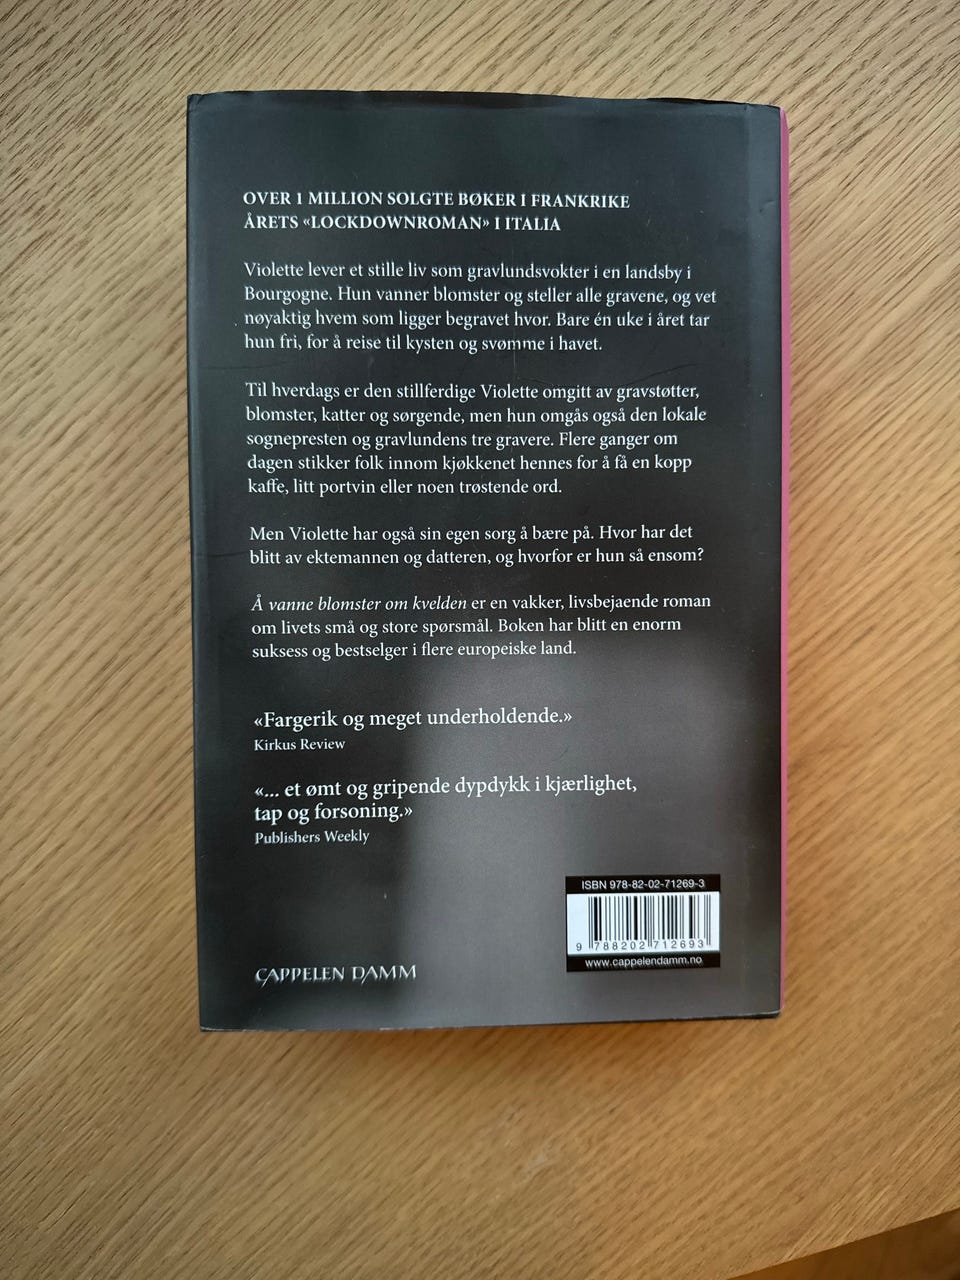 OVER 1 MILLION SOLGTE BØKER I FRANKRIKE
ÅRETS «LOCKDOWNROMAN» I ITALIA
Violette lever et stille liv som gravlundsvokter i en landsby i
Bourgogne. Hun vanner blomster og steller alle gravene, og vet
nøyaktig hvem som ligger begravet hvor. Bare én uke i året tar
hun fri, for å reise til kysten og svømme i havet.
Til hverdags er den stillferdige Violette omgitt av gravstøtter,
blomster, katter og sørgende, men hun omgås også den lokale
sognepresten og gravlundens tre gravere. Flere ganger om
dagen stikker folk innom kjøkkenet hennes for å få en kopp
kaffe, litt portvin eller noen trøstende ord.
Men Violette har også sin egen sorg å bære på. Hvor har det
blitt av ektemannen og datteren, og hvorfor er hun så ensom?
Å vanne blomster om kvelden er en vakker, livsbejaende roman
om livets små og store spørsmål. Boken har blitt en enorm
suksess og bestselger i flere europeiske land.
«Fargerik og meget underholdende.»
Kirkus Review
«... et ømt og gripende dypdykk i kjærlighet,
tap og forsoning.»
Publishers Weekly
ISBN 978-82-02-71269-3
9 788202 712693
www.cappelendamm.no
CAPPELEN DAMM